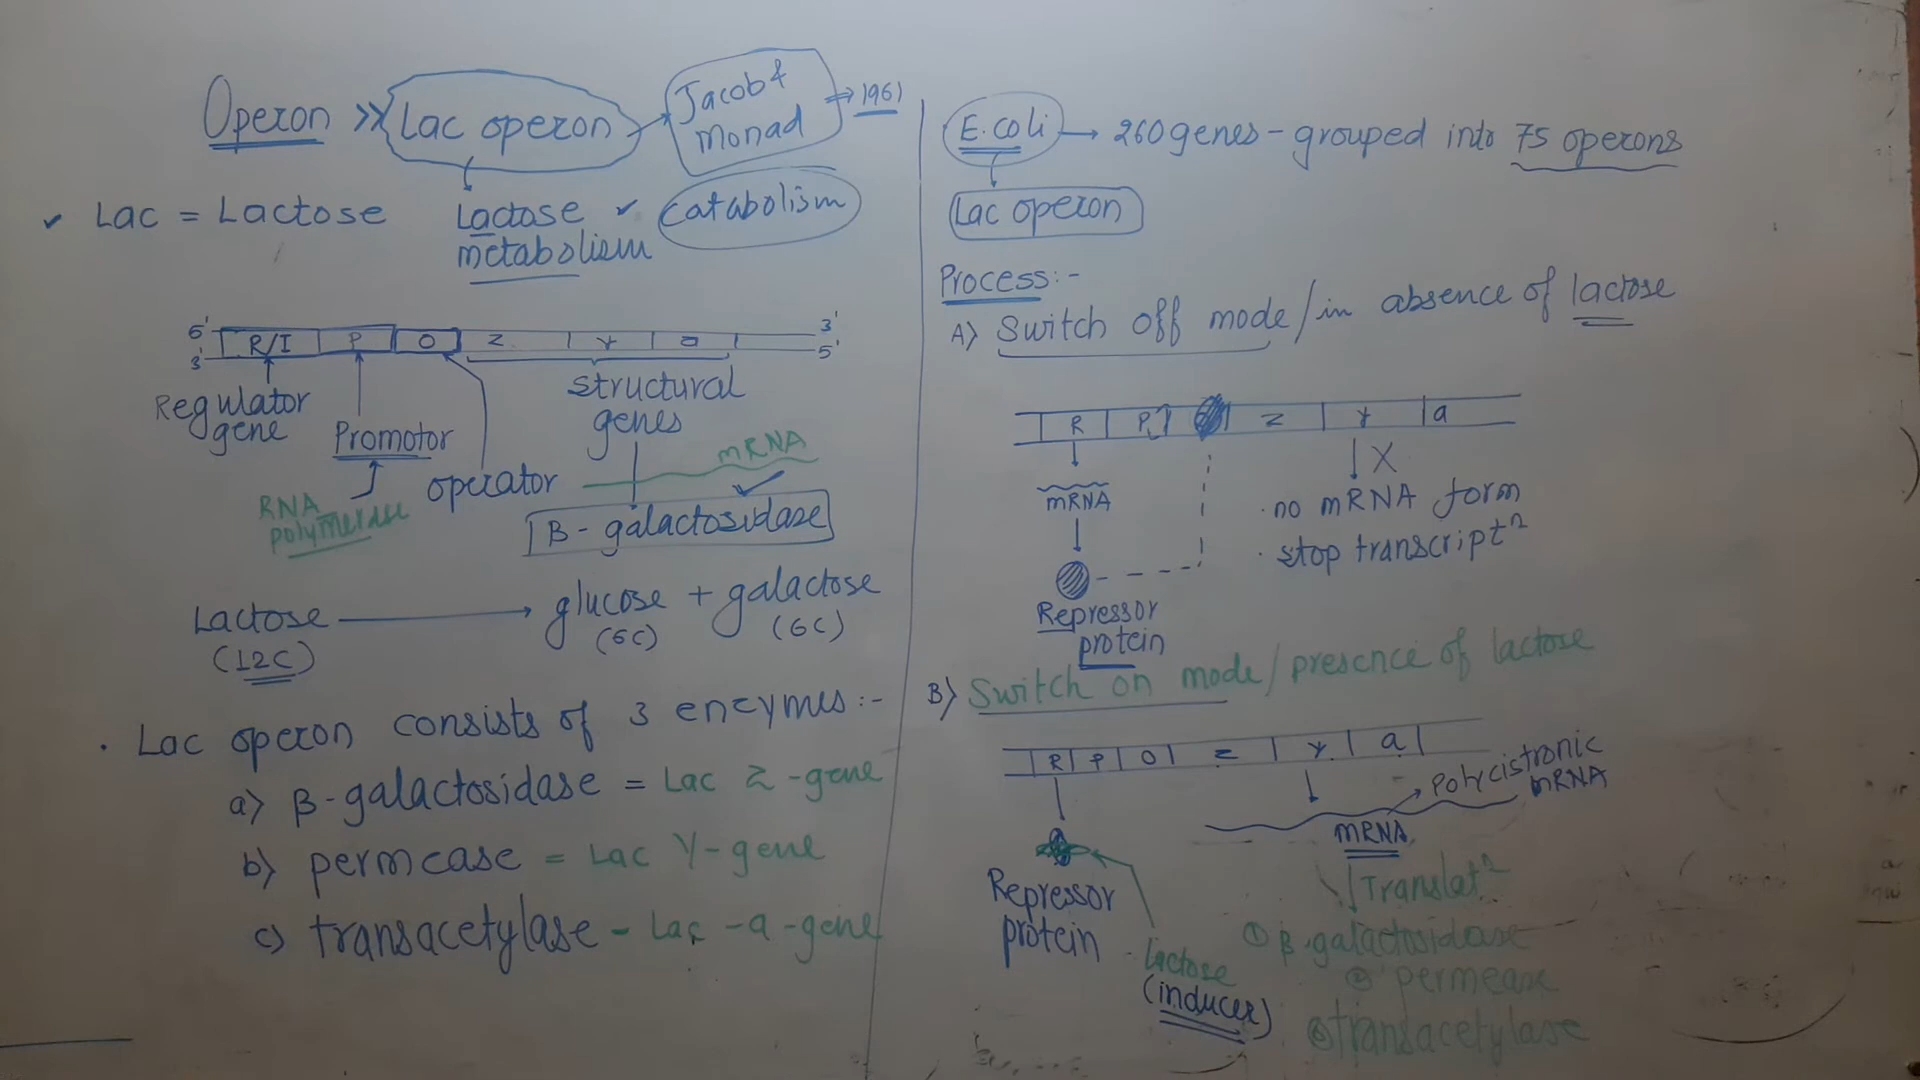 Operon >> Lac operon → Jacob & Monad ⇒ 1961
✓ Lac = Lactose
Lactose metabolism ✓ Catabolism
5' R/I P O z y a 3'
3' 5'
Regulator gene
Promotor
operator
structural genes
RNA polymerase
mRNA
B-galactosidase
Lactose → glucose + galactose
(12C) (6C) (6C)
· Lac operon consists of 3 enzymes:-
a) β-galactosidase = Lac z-gene
b) permease = Lac Y-gene
c) transacetylase - Lac -a-gene
E.coli → 260 genes - grouped into 75 operons
Lac operon
Process:-
A) Switch off mode/in absence of lactose
R P z y a
mRNA
X
· no mRNA form
· stop transcriptⁿ
Repressor protein
B) Switch on mode/presence of lactose
R P O z y a
Polycistronic mRNA
mRNA
Repressor protein
Lactose
(inducer)
Translatⁿ
① β-galactosidase
② permease
③ transacetylase